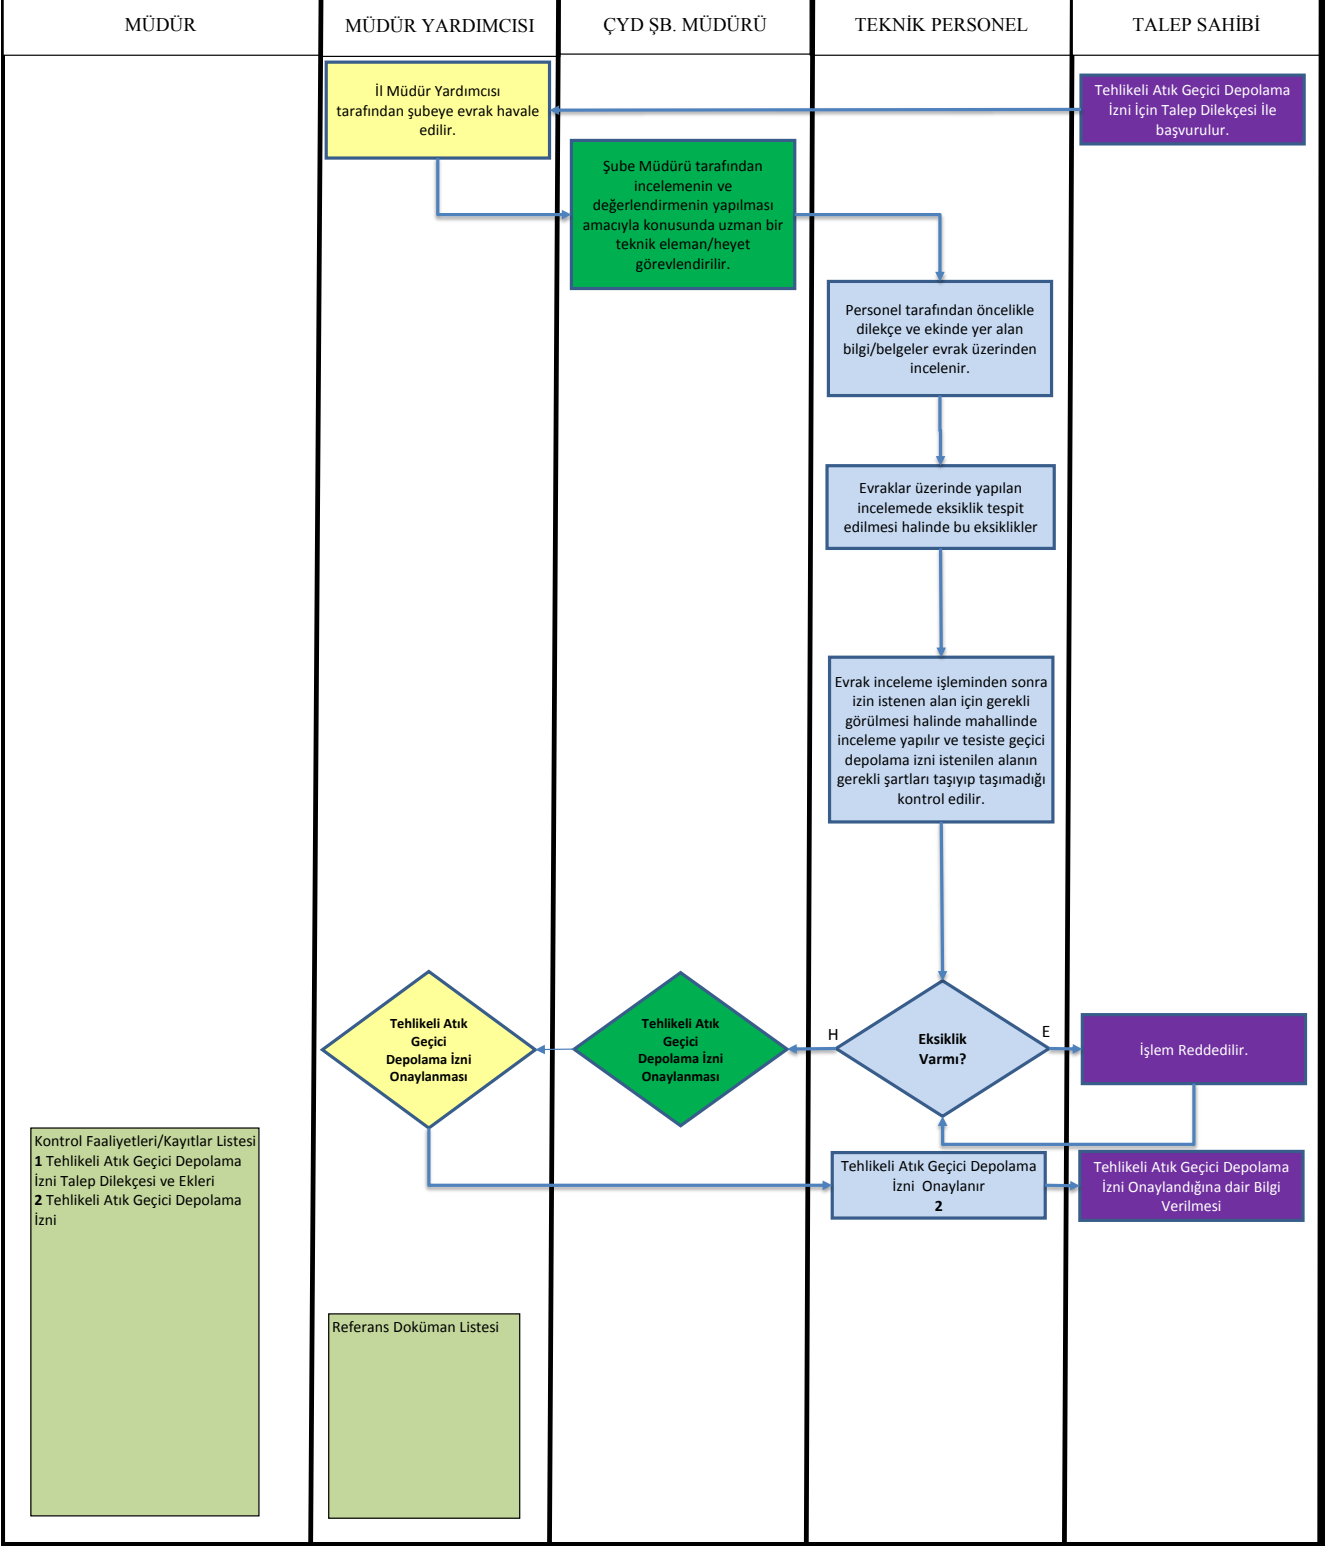 MÜDÜR
MÜDÜR YARDIMCISI
ÇYD ŞB. MÜDÜRÜ
TEKNİK PERSONEL
TALEP SAHİBİ
Tehlikeli Atık Geçici Depolama
İzni İçin Talep Dilekçesi İle
başvurulur.
İl Müdür Yardımcısı
tarafından şubeye evrak havale
edilir.
Şube Müdürü tarafından
incelemenin ve
değerlendirmenin yapılması
amacıyla konusunda uzman bir
teknik eleman/heyet
görevlendirilir.
Personel tarafından öncelikle
dilekçe ve ekinde yer alan
bilgi/belgeler evrak üzerinden
incelenir.
Evraklar üzerinde yapılan
incelemede eksiklik tespit
edilmesi halinde bu eksiklikler
Evrak inceleme işleminden sonra
izin istenen alan için gerekli
görülmesi halinde mahallinde
inceleme yapılır ve tesiste geçici
depolama izni istenilen alanın
gerekli şartları taşıyıp taşımadığı
kontrol edilir.
Tehlikeli Atık
Geçici
Depolama İzni
Onaylanması
Tehlikeli Atık
Geçici
Depolama İzni
Onaylanması
H
Eksiklik
Varmı?
E
İşlem Reddedilir.
Kontrol Faaliyetleri/Kayıtlar Listesi
1 Tehlikeli Atık Geçici Depolama
İzni Talep Dilekçesi ve Ekleri
2 Tehlikeli Atık Geçici Depolama
İzni
Tehlikeli Atık Geçici Depolama
İzni Onaylanır
2
Tehlikeli Atık Geçici Depolama
İzni Onaylandığına dair Bilgi
Verilmesi
Referans Doküman Listesi